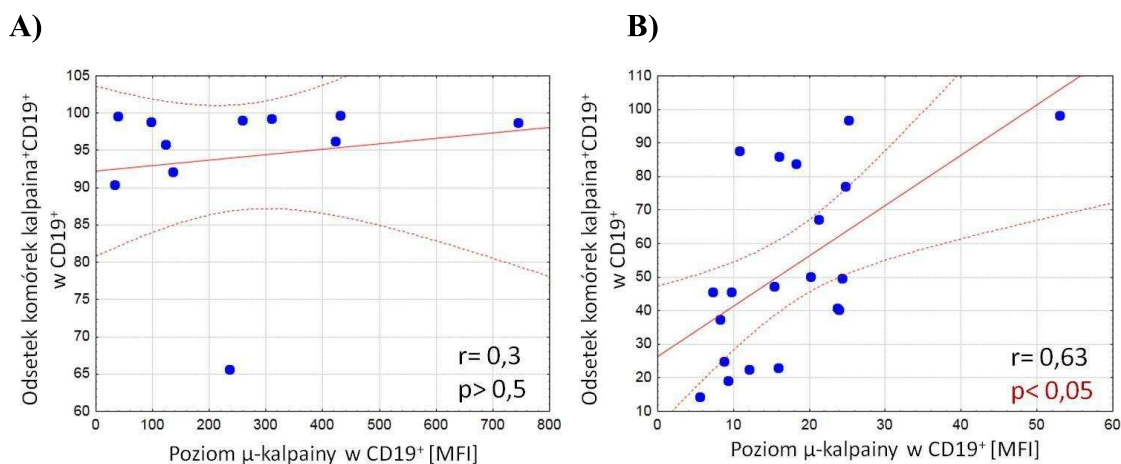 A)
B)
Odsetek komórek kalpaina⁺CD19⁺
w CD19⁺
105
100
95
90
85
80
75
70
65
60
0 100 200 300 400 500 600 700 800
r= 0,3
p> 0,5
Poziom μ-kalpainy w CD19⁺ [MFI]
Odsetek komórek kalpaina⁺CD19⁺
w CD19⁺
110
100
90
80
70
60
50
40
30
20
10
0 10 20 30 40 50 60
r= 0,63
p< 0,05
Poziom μ-kalpainy w CD19⁺ [MFI]